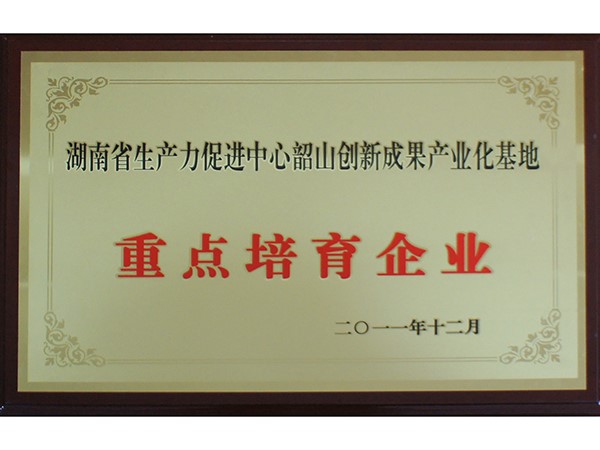 湖南省生产力促进中心韶山创新成果产业化基地
重点培育企业
二〇一一年十二月